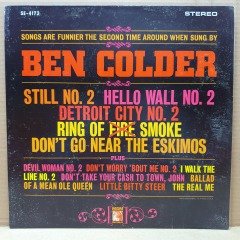 SE-4173
STEREO
SONGS ARE FUNNIER THE SECOND TIME AROUND WHEN SUNG BY
BEN COLDER
STILL NO. 2 HELLO WALL NO. 2
DETROIT CITY NO. 2
RING OF FIRE SMOKE
DON'T GO NEAR THE ESKIMOS
PLUS
DEVIL WOMAN NO. 2 DON'T WORRY 'BOUT ME NO. 2 I WALK THE
LINE NO. 2 DON'T TAKE YOUR CASH TO TOWN, JOHN BALLAD
OF A MEAN OLE QUEEN LITTLE BITTY STEER THE REAL ME